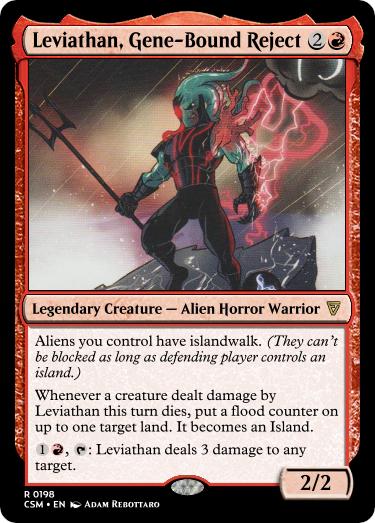 Leviathan, Gene-Bound Reject 2
Legendary Creature — Alien Horror Warrior
Aliens you control have islandwalk. (They can't
be blocked as long as defending player controls an
island.)
Whenever a creature dealt damage by
Leviathan this turn dies, put a flood counter on
up to one target land. It becomes an Island.
1 , : Leviathan deals 3 damage to any
target.
2/2
R 0198
CSM • EN Adam Rebottaro